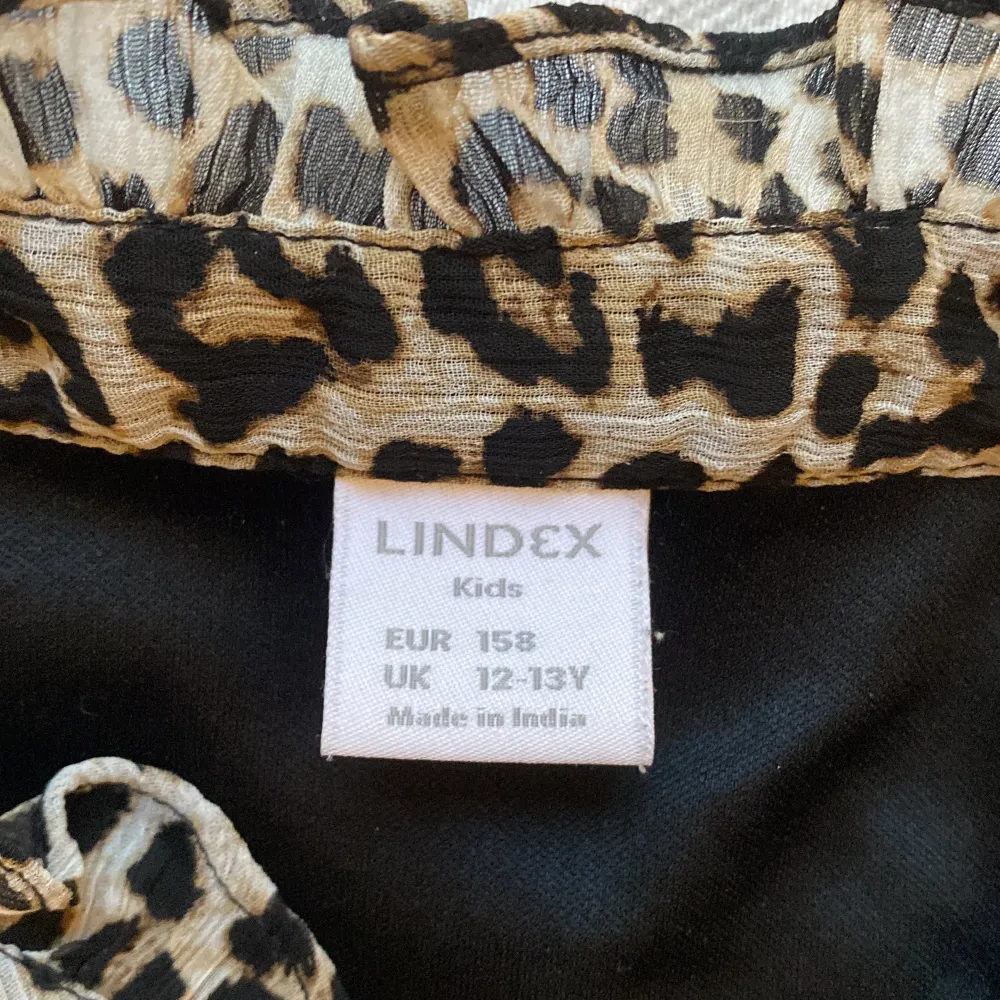 LINDEX
Kids
EUR 158
UK 12-13Y
Made in India